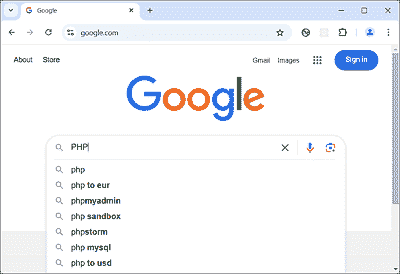 Google
google.com
About Store Gmail Images Sign in
Google
PHP
php
php to eur
phpmyadmin
php sandbox
phpstorm
php mysql
php to usd